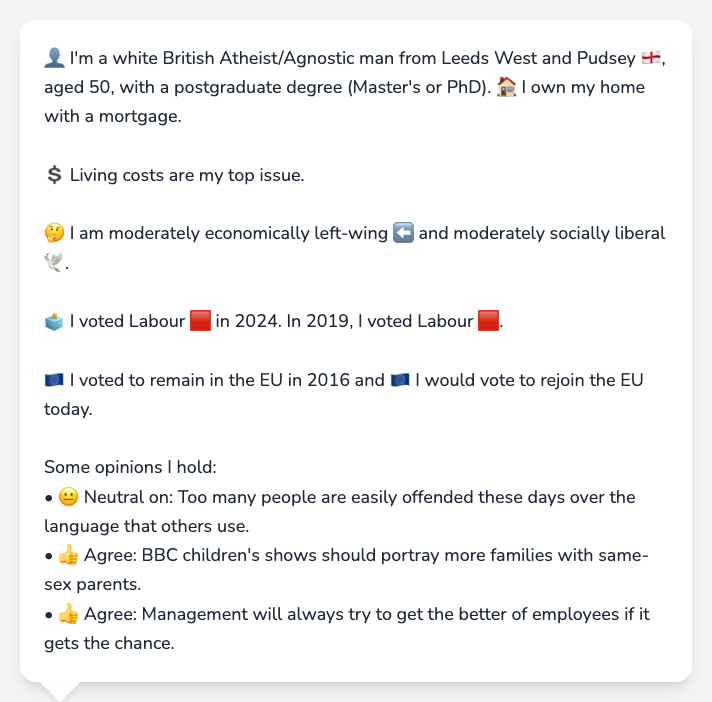 👤 I'm a white British Atheist/Agnostic man from Leeds West and Pudsey 🏴󠁧󠁢󠁥󠁮󠁧󠁿,
aged 50, with a postgraduate degree (Master's or PhD). 🏠 I own my home
with a mortgage.
💲 Living costs are my top issue.
🤔 I am moderately economically left-wing ⬅️ and moderately socially liberal
🕊️.
🗳️ I voted Labour 🟥 in 2024. In 2019, I voted Labour 🟥.
🇪🇺 I voted to remain in the EU in 2016 and 🇪🇺 I would vote to rejoin the EU
today.
Some opinions I hold:
• 😐 Neutral on: Too many people are easily offended these days over the
language that others use.
• 👍 Agree: BBC children's shows should portray more families with same-
sex parents.
• 👍 Agree: Management will always try to get the better of employees if it
gets the chance.